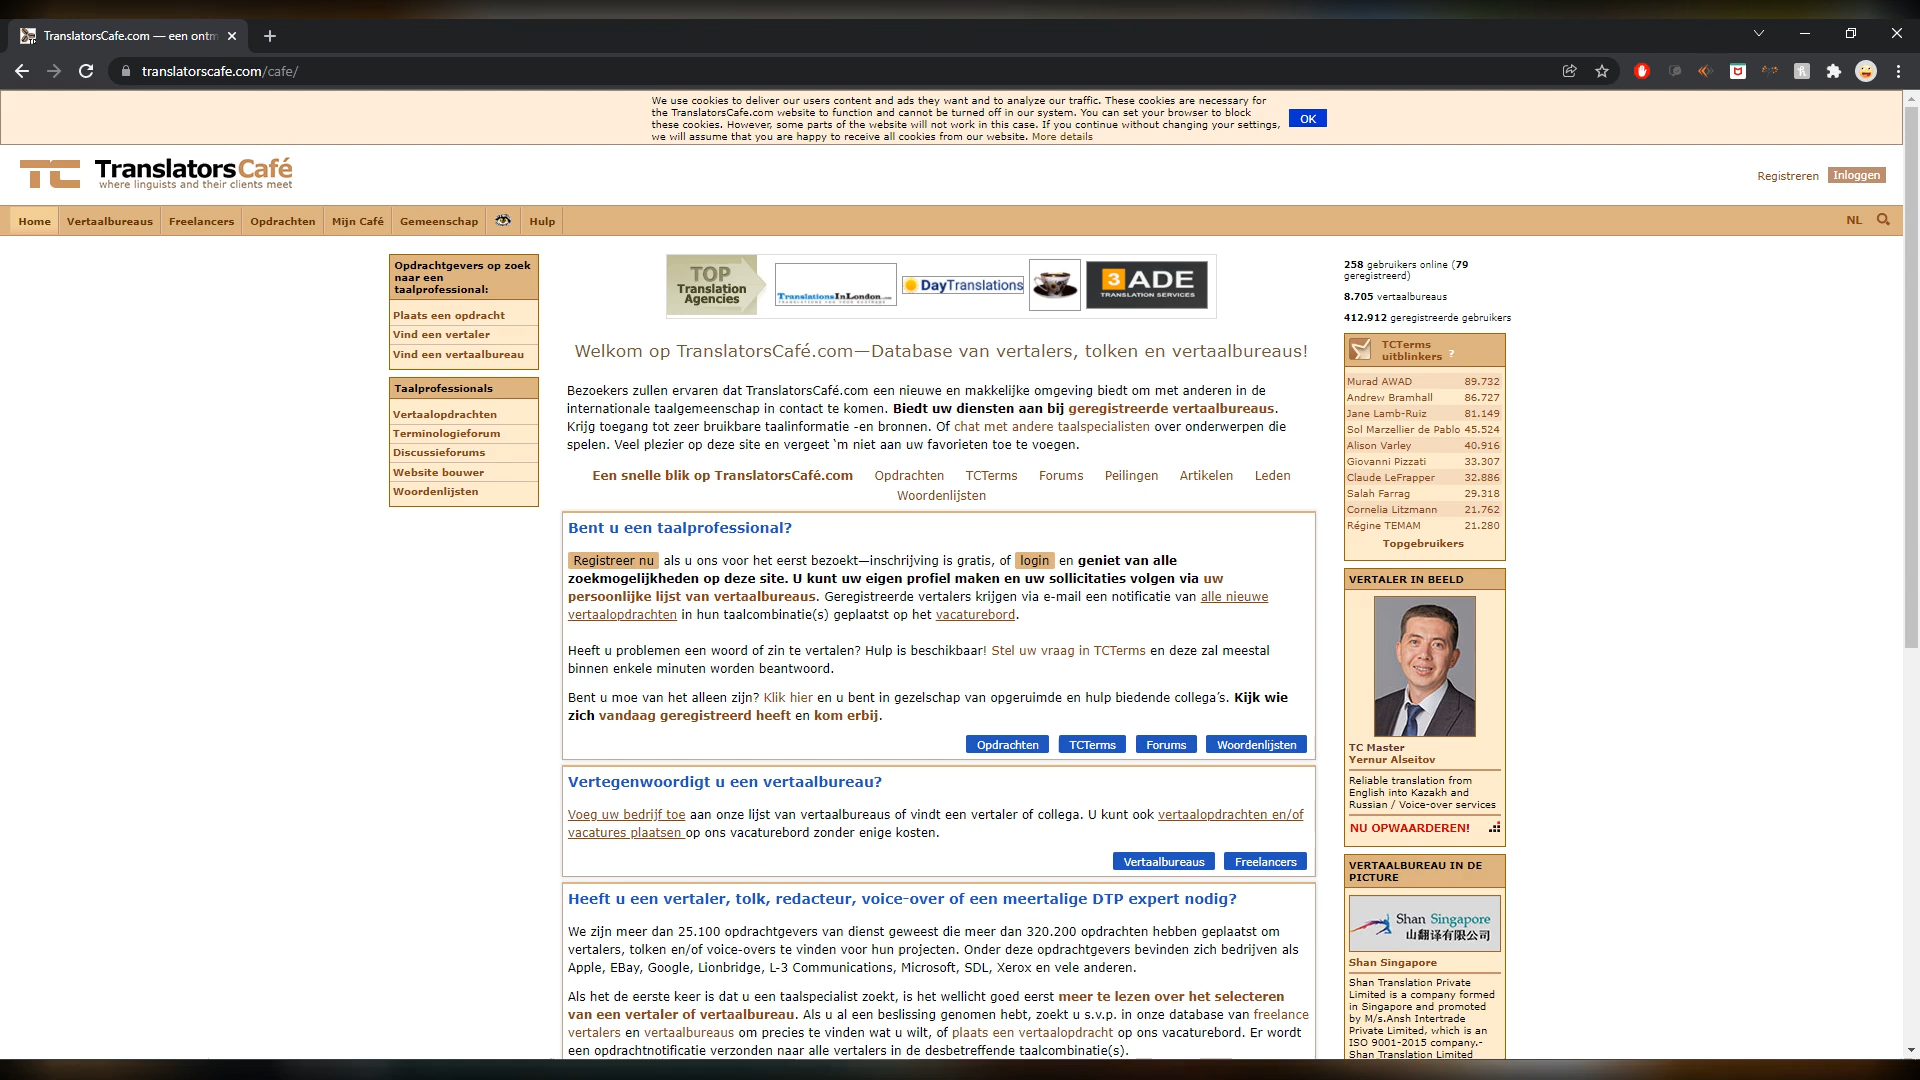 TranslatorsCafe.com — een ontm
translatorscafe.com/cafe/
We use cookies to deliver our users content and ads they want and to analyze our traffic. These cookies are necessary for
the TranslatorsCafe.com website to function and cannot be turned off in our system. You can set your browser to block
these cookies. However, some parts of the website will not work in this case. If you continue without changing your settings,
we will assume that you are happy to receive all cookies from our website. More details
OK
TC TranslatorsCafé
where linguists and their clients meet
Registreren Inloggen
Home Vertaalbureaus Freelancers Opdrachten Mijn Café Gemeenschap Hulp NL
Opdrachtgevers op zoek
naar een
taalprofessional:
Plaats een opdracht
Vind een vertaler
Vind een vertaalbureau
Taalprofessionals
Vertaalopdrachten
Terminologieforum
Discussieforums
Website bouwer
Woordenlijsten
TOP
Translation
Agencies
TranslationsInLondon
DayTranslations
3 ADE
TRANSLATION SERVICES
Welkom op TranslatorsCafé.com—Database van vertalers, tolken en vertaalbureaus!
Bezoekers zullen ervaren dat TranslatorsCafé.com een nieuwe en makkelijke omgeving biedt om met anderen in de
internationale taalgemeenschap in contact te komen. Biedt uw diensten aan bij geregistreerde vertaalbureaus.
Krijg toegang tot zeer bruikbare taalinformatie -en bronnen. Of chat met andere taalspecialisten over onderwerpen die
spelen. Veel plezier op deze site en vergeet `m niet aan uw favorieten toe te voegen.
Een snelle blik op TranslatorsCafé.com Opdrachten TCTerms Forums Peilingen Artikelen Leden
Woordenlijsten
Bent u een taalprofessional?
Registreer nu als u ons voor het eerst bezoekt—inschrijving is gratis, of login en geniet van alle
zoekmogelijkheden op deze site. U kunt uw eigen profiel maken en uw sollicitaties volgen via uw
persoonlijke lijst van vertaalbureaus. Geregistreerde vertalers krijgen via e-mail een notificatie van alle nieuwe
vertaalopdrachten in hun taalcombinatie(s) geplaatst op het vacaturebord.
Heeft u problemen een woord of zin te vertalen? Hulp is beschikbaar! Stel uw vraag in TCTerms en deze zal meestal
binnen enkele minuten worden beantwoord.
Bent u moe van het alleen zijn? Klik hier en u bent in gezelschap van opgeruimde en hulp biedende collega’s. Kijk wie
zich vandaag geregistreerd heeft en kom erbij.
Opdrachten TCTerms Forums Woordenlijsten
Vertegenwoordigt u een vertaalbureau?
Voeg uw bedrijf toe aan onze lijst van vertaalbureaus of vindt een vertaler of collega. U kunt ook vertaalopdrachten en/of
vacatures plaatsen op ons vacaturebord zonder enige kosten.
Vertaalbureaus Freelancers
Heeft u een vertaler, tolk, redacteur, voice-over of een meertalige DTP expert nodig?
We zijn meer dan 25.100 opdrachtgevers van dienst geweest die meer dan 320.200 opdrachten hebben geplaatst om
vertalers, tolken en/of voice-overs te vinden voor hun projecten. Onder deze opdrachtgevers bevinden zich bedrijven als
Apple, EBay, Google, Lionbridge, L-3 Communications, Microsoft, SDL, Xerox en vele anderen.
Als het de eerste keer is dat u een taalspecialist zoekt, is het wellicht goed eerst meer te lezen over het selecteren
van een vertaler of vertaalbureau. Als u al een beslissing genomen hebt, zoekt u s.v.p. in onze database van freelance
vertalers en vertaalbureaus om precies te vinden wat u wilt, of plaats een vertaalopdracht op ons vacaturebord. Er wordt
een opdrachtnotificatie verzonden naar alle vertalers in de desbetreffende taalcombinatie(s).
258 gebruikers online (79
geregistreerd)
8.705 vertaalbureaus
412.912 geregistreerde gebruikers
TCTerms
uitblinkers ?
Murad AWAD 89.732
Andrew Bramhall 86.727
Jane Lamb-Ruiz 81.149
Sol Marzellier de Pablo 45.524
Alison Varley 40.916
Giovanni Pizzati 33.307
Claude LeFrapper 32.886
Salah Farrag 29.318
Cornelia Litzmann 21.762
Régine TEMAM 21.280
Topgebruikers
VERTALER IN BEELD
TC Master
Yernur Alseitov
Reliable translation from
English into Kazakh and
Russian / Voice-over services
NU OPWAARDEREN!
VERTAALBUREAU IN DE
PICTURE
Shan Singapore
山翻译有限公司
Shan Singapore
Shan Translation Private
Limited is a company formed
in Singapore and promoted
by M/s.Ansh Intertrade
Private Limited, which is an
ISO 9001-2015 company.-
Shan Translation Limited